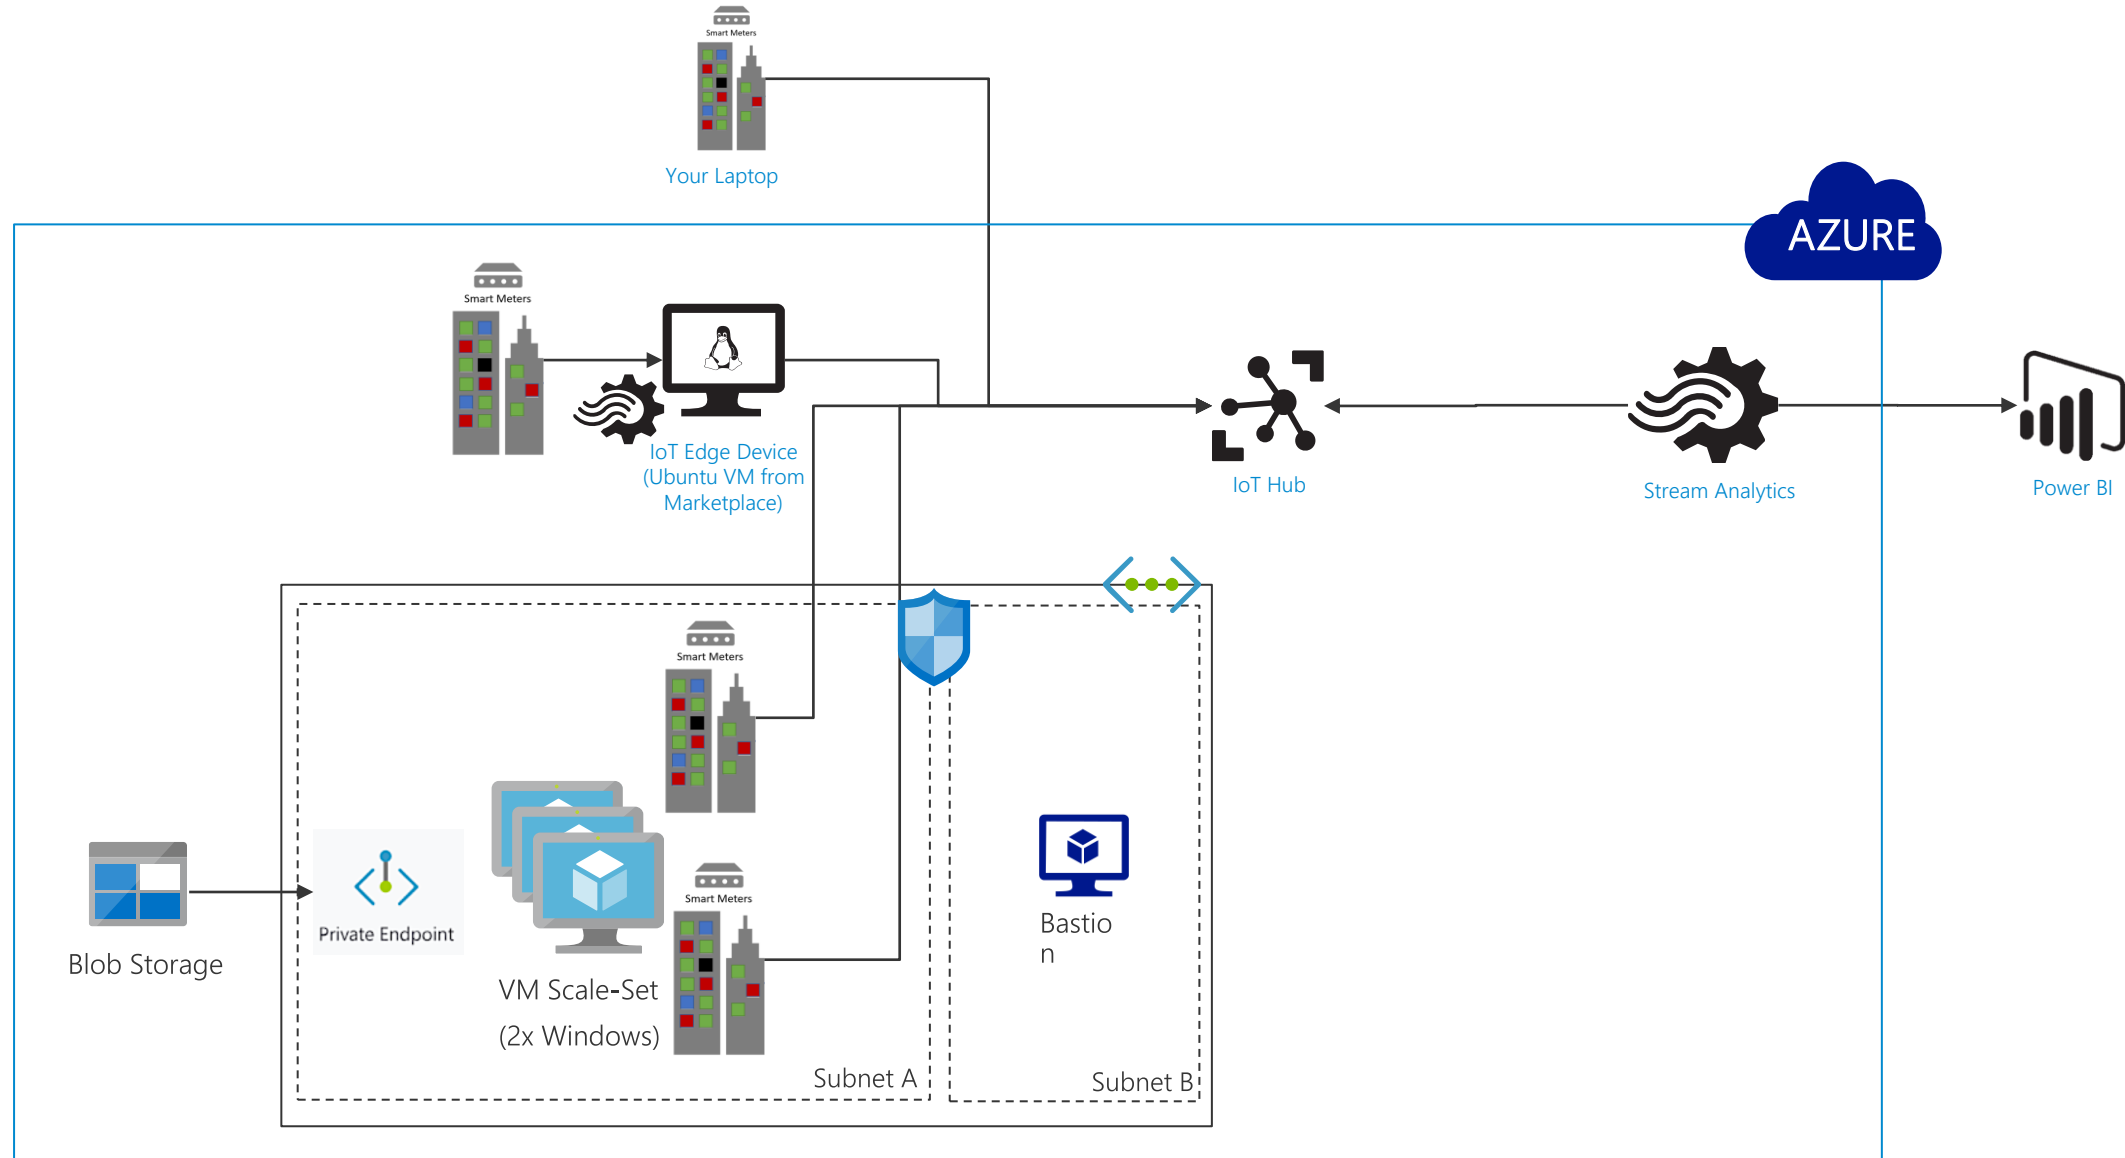 Smart Meters
Your Laptop
AZURE
Smart Meters
IoT Edge Device
(Ubuntu VM from
Marketplace)
IoT Hub
Stream Analytics
Power BI
Smart Meters
Smart Meters
Private Endpoint
Blob Storage
VM Scale-Set
(2x Windows)
Bastio
n
Subnet A
Subnet B